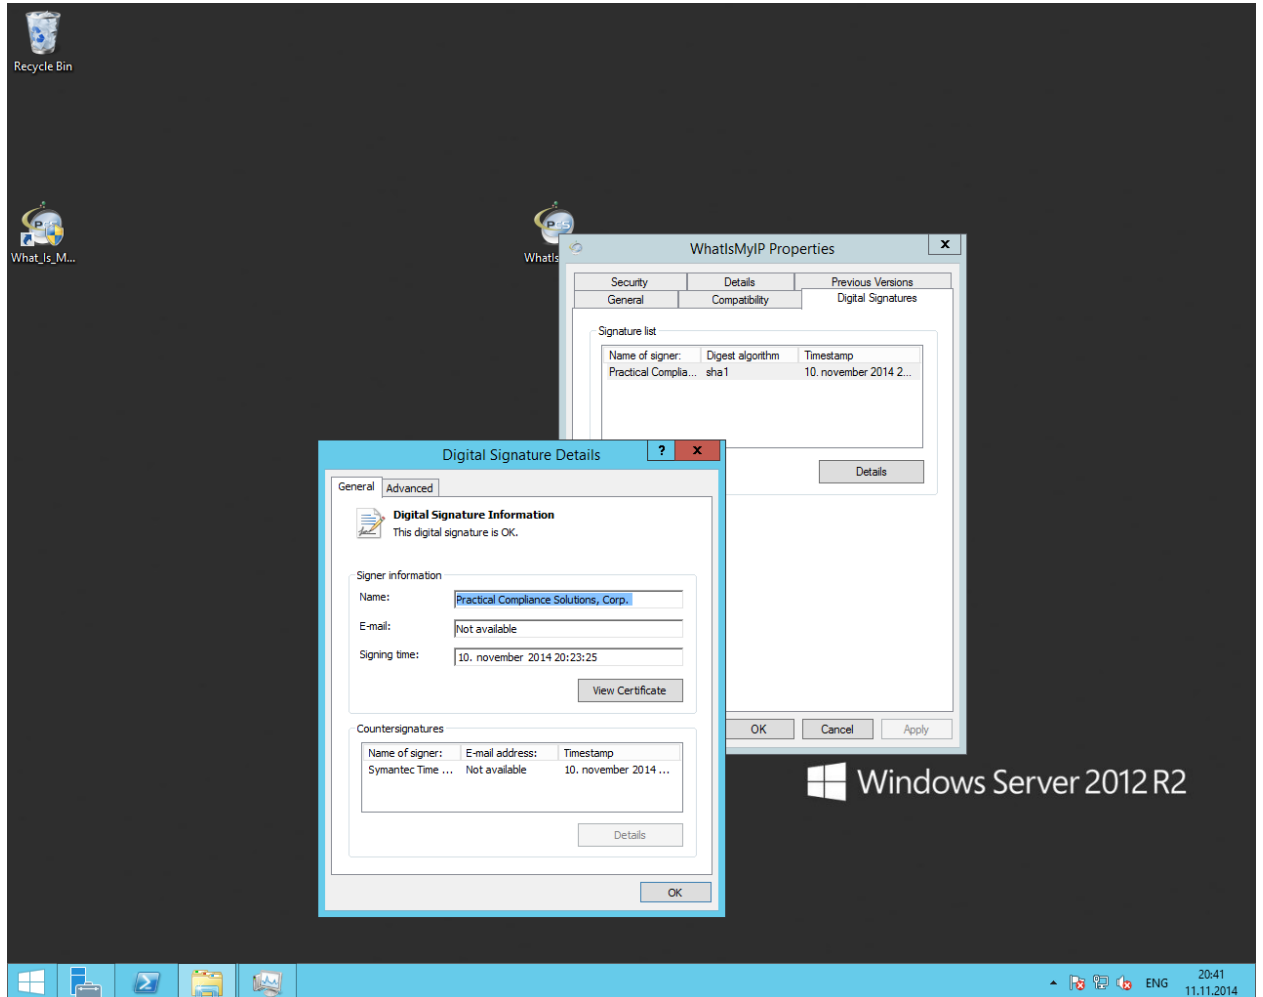 Recycle Bin
What_Is_M...
WhatIs
WhatIsMyIP Properties
Security Details Previous Versions
General Compatibility Digital Signatures
Signature list
Name of signer: Digest algorithm Timestamp
Practical Complia... sha1 10. november 2014 2...
Details
OK Cancel Apply
Digital Signature Details
General Advanced
Digital Signature Information
This digital signature is OK.
Signer information
Name: Practical Compliance Solutions, Corp.
E-mail: Not available
Signing time: 10. november 2014 20:23:25
View Certificate
Countersignatures
Name of signer: E-mail address: Timestamp
Symantec Time ... Not available 10. november 2014 ...
Details
OK
Windows Server 2012 R2
ENG
20:41
11.11.2014